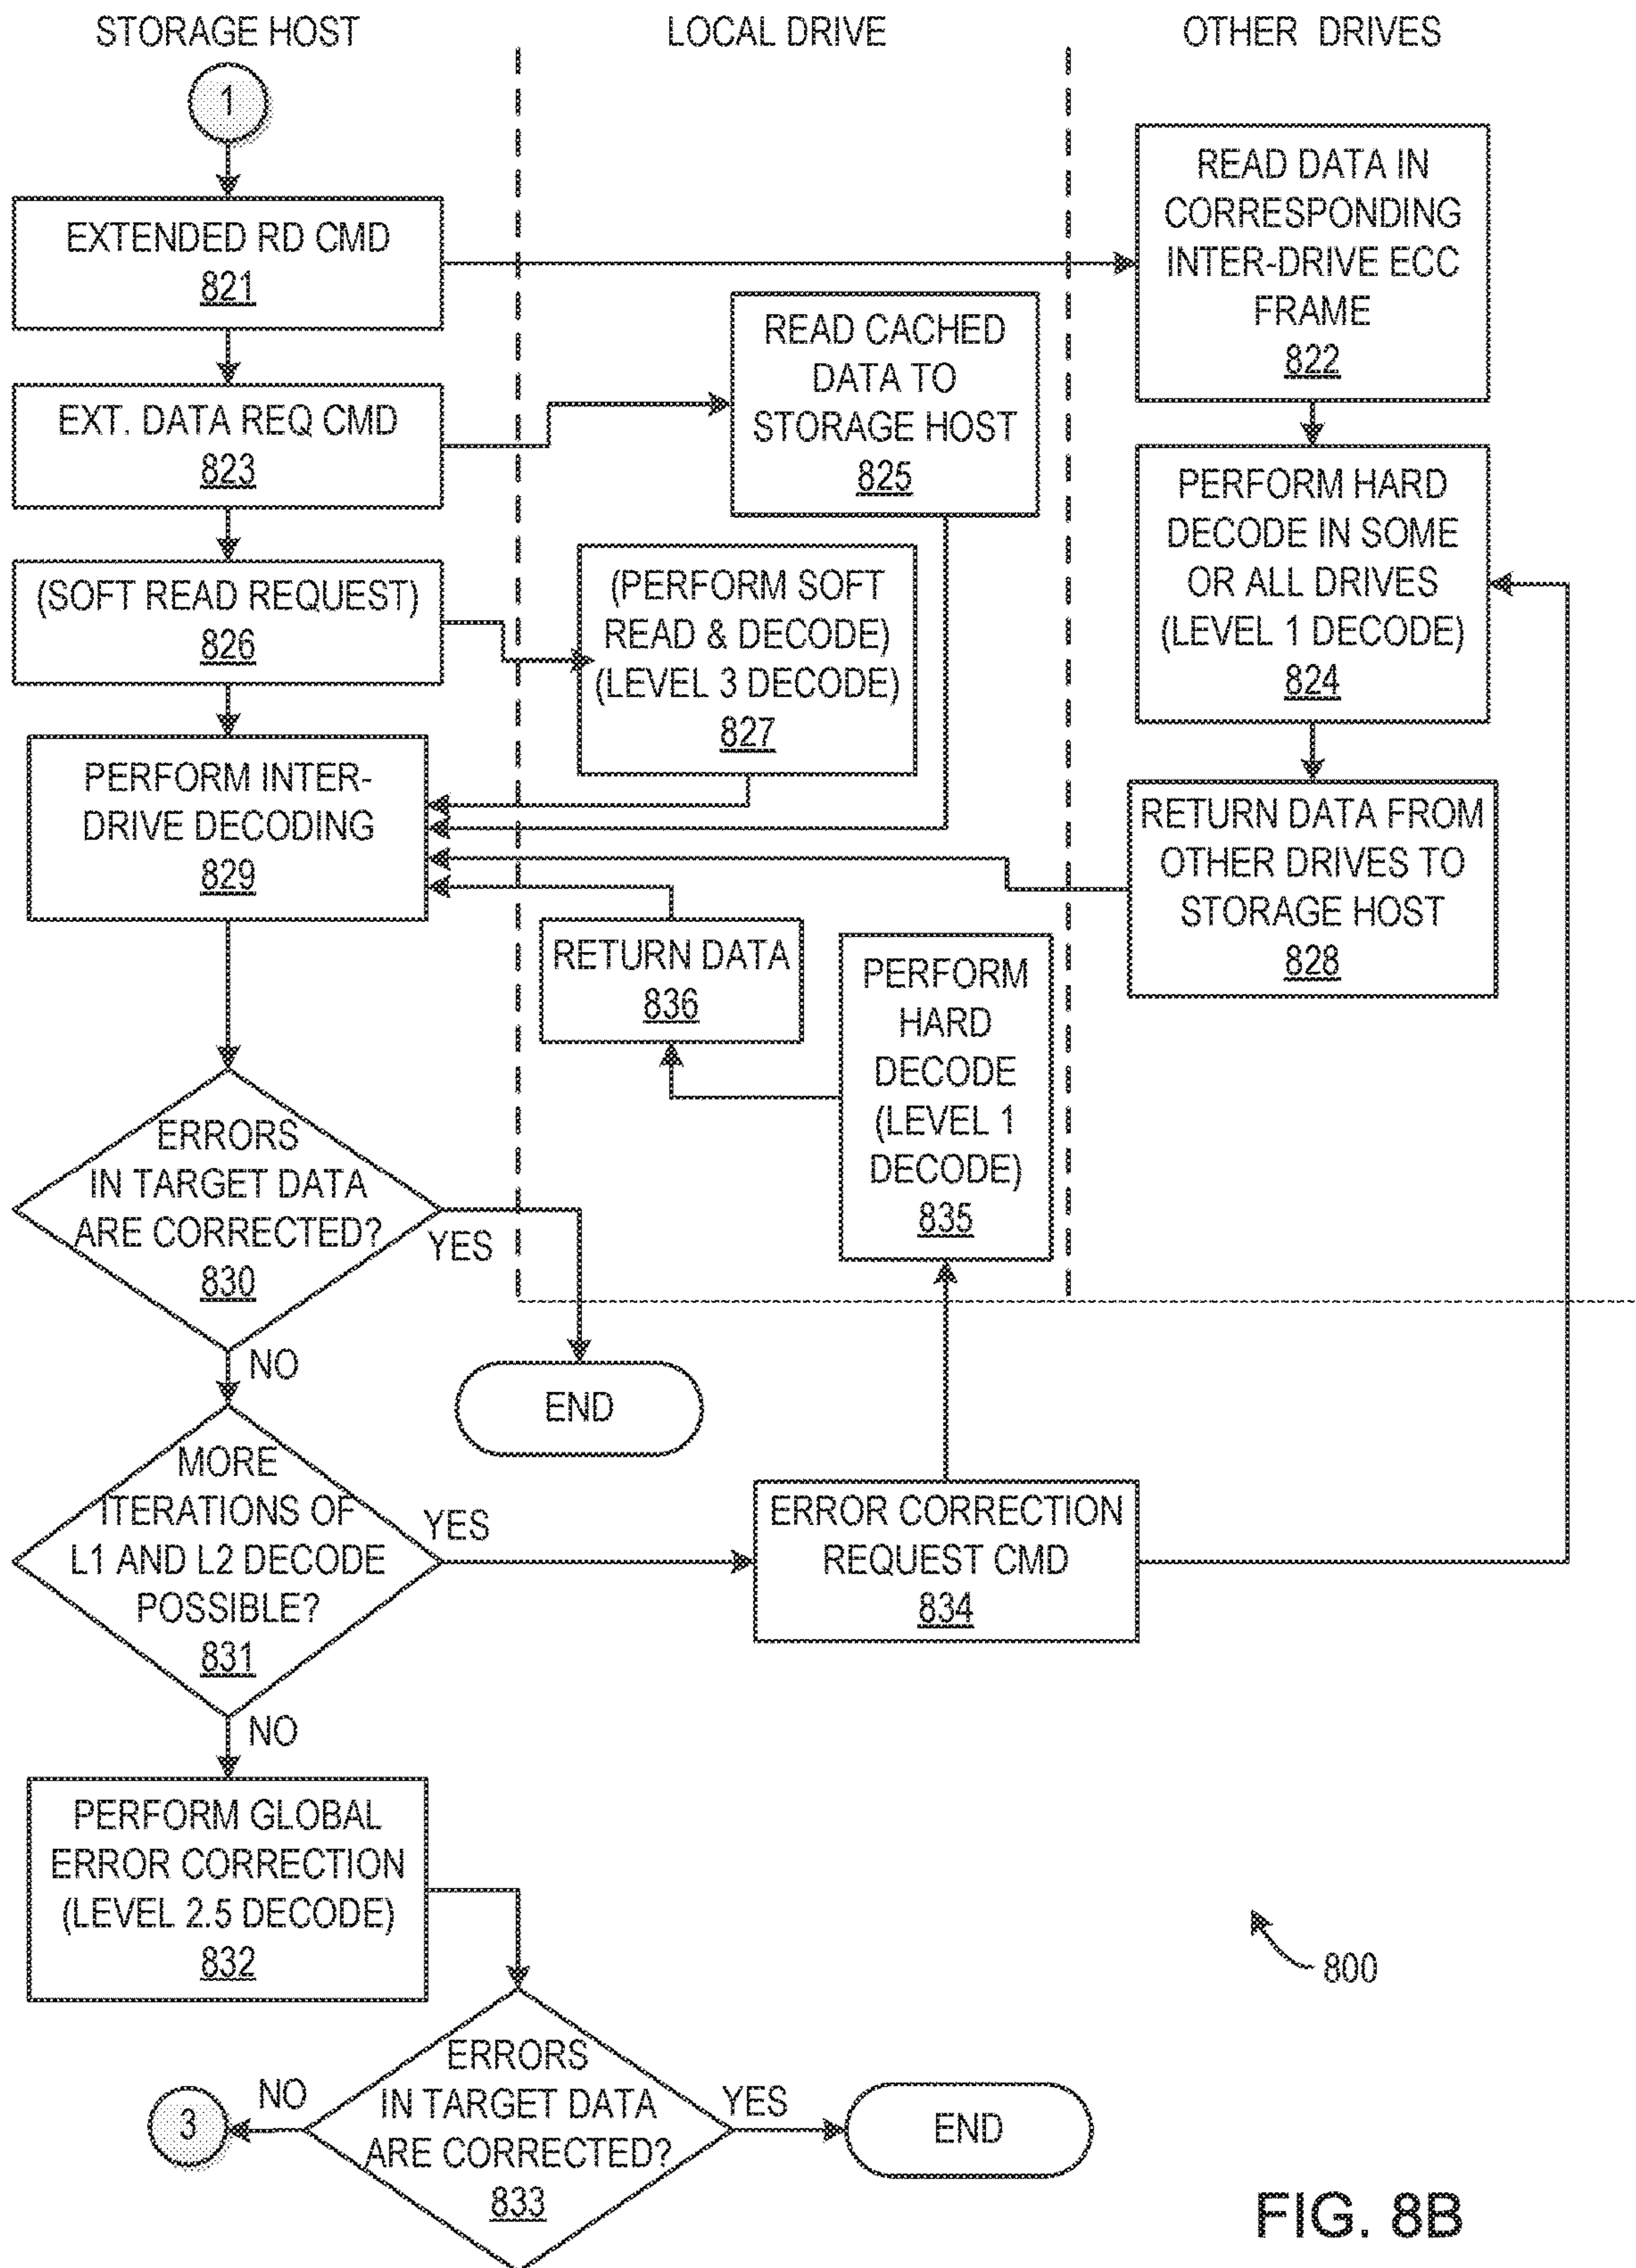 STORAGE HOST
LOCAL DRIVE
OTHER DRIVES
1
EXTENDED RD CMD
821
READ DATA IN
CORRESPONDING
INTER-DRIVE ECC
FRAME
822
EXT. DATA REQ CMD
823
READ CACHED
DATA TO
STORAGE HOST
825
PERFORM HARD
DECODE IN SOME
OR ALL DRIVES
(LEVEL 1 DECODE)
824
(SOFT READ REQUEST)
826
(PERFORM SOFT
READ & DECODE)
(LEVEL 3 DECODE)
827
PERFORM INTER-
DRIVE DECODING
829
RETURN DATA FROM
OTHER DRIVES TO
STORAGE HOST
828
RETURN DATA
836
PERFORM
HARD
DECODE
(LEVEL 1
DECODE)
835
ERRORS
IN TARGET DATA
ARE CORRECTED?
830
YES
NO
END
MORE
ITERATIONS OF
L1 AND L2 DECODE
POSSIBLE?
831
YES
NO
ERROR CORRECTION
REQUEST CMD
834
PERFORM GLOBAL
ERROR CORRECTION
(LEVEL 2.5 DECODE)
832
800
ERRORS
IN TARGET DATA
ARE CORRECTED?
833
NO
3
YES
END
FIG. 8B